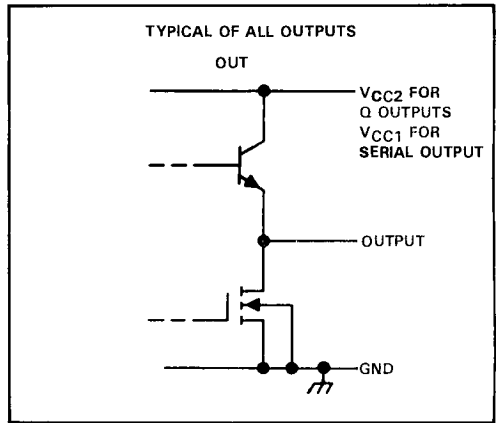 TYPICAL OF ALL OUTPUTS
OUT
VCC2 FOR
Q OUTPUTS
VCC1 FOR
SERIAL OUTPUT
OUTPUT
GND